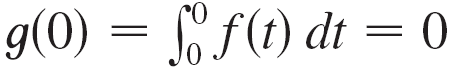 g(0) = ∫₀⁰ f(t) dt = 0